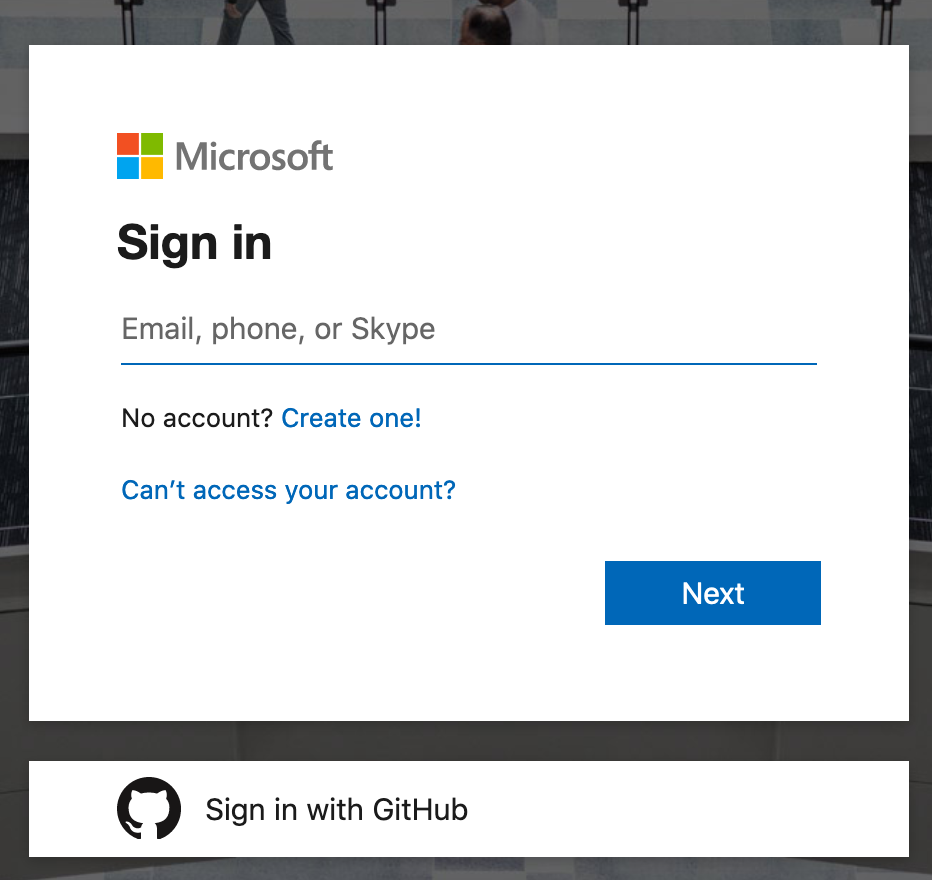 Microsoft
Sign in
Email, phone, or Skype
No account? Create one!
Can’t access your account?
Next
Sign in with GitHub